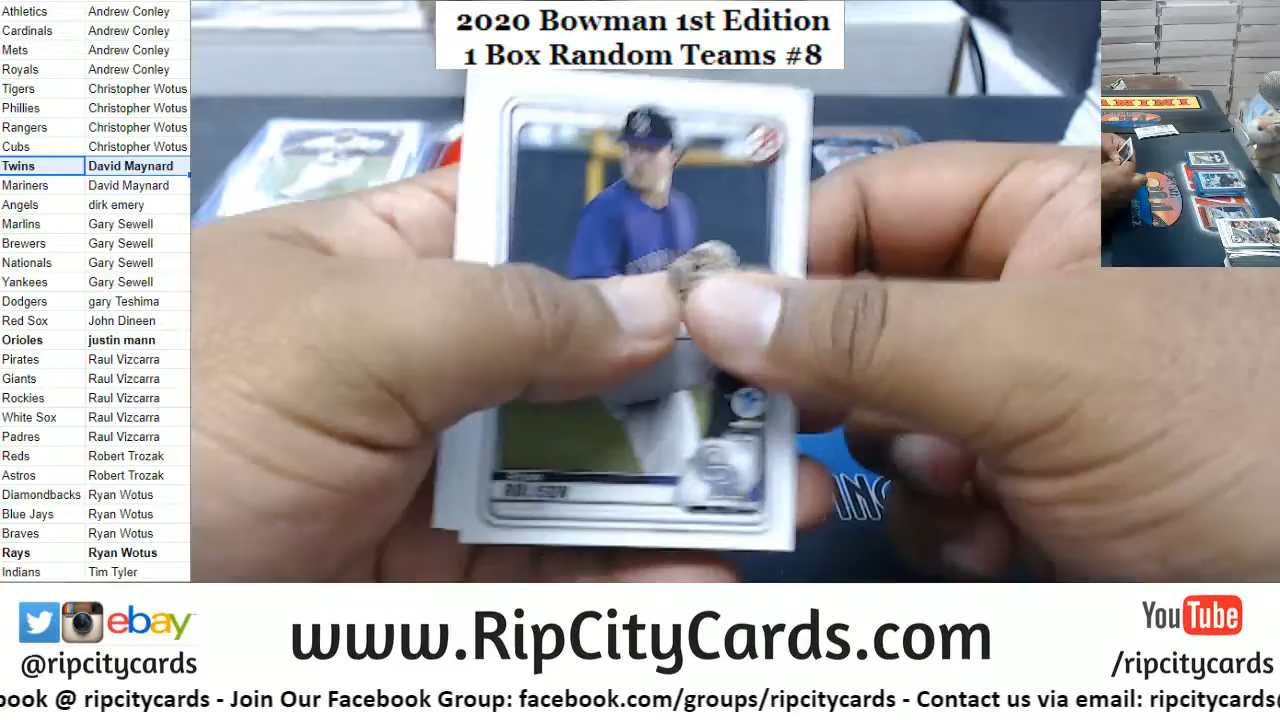 2020 Bowman 1st Edition
1 Box Random Teams #8
Athletics Andrew Conley
Cardinals Andrew Conley
Mets Andrew Conley
Royals Andrew Conley
Tigers Christopher Wotus
Phillies Christopher Wotus
Rangers Christopher Wotus
Cubs Christopher Wotus
Twins David Maynard
Mariners David Maynard
Angels dirk emery
Marlins Gary Sewell
Brewers Gary Sewell
Nationals Gary Sewell
Yankees Gary Sewell
Dodgers gary Teshima
Red Sox John Dineen
Orioles justin mann
Pirates Raul Vizcarra
Giants Raul Vizcarra
Rockies Raul Vizcarra
White Sox Raul Vizcarra
Padres Raul Vizcarra
Reds Robert Trozak
Astros Robert Trozak
Diamondbacks Ryan Wotus
Blue Jays Ryan Wotus
Braves Ryan Wotus
Rays Ryan Wotus
Indians Tim Tyler
ROLISON
PANINI
ebay
@ripcitycards
www.RipCityCards.com
YouTube
/ripcitycards
book @ ripcitycards - Join Our Facebook Group: facebook.com/groups/ripcitycards - Contact us via email: ripcitycards